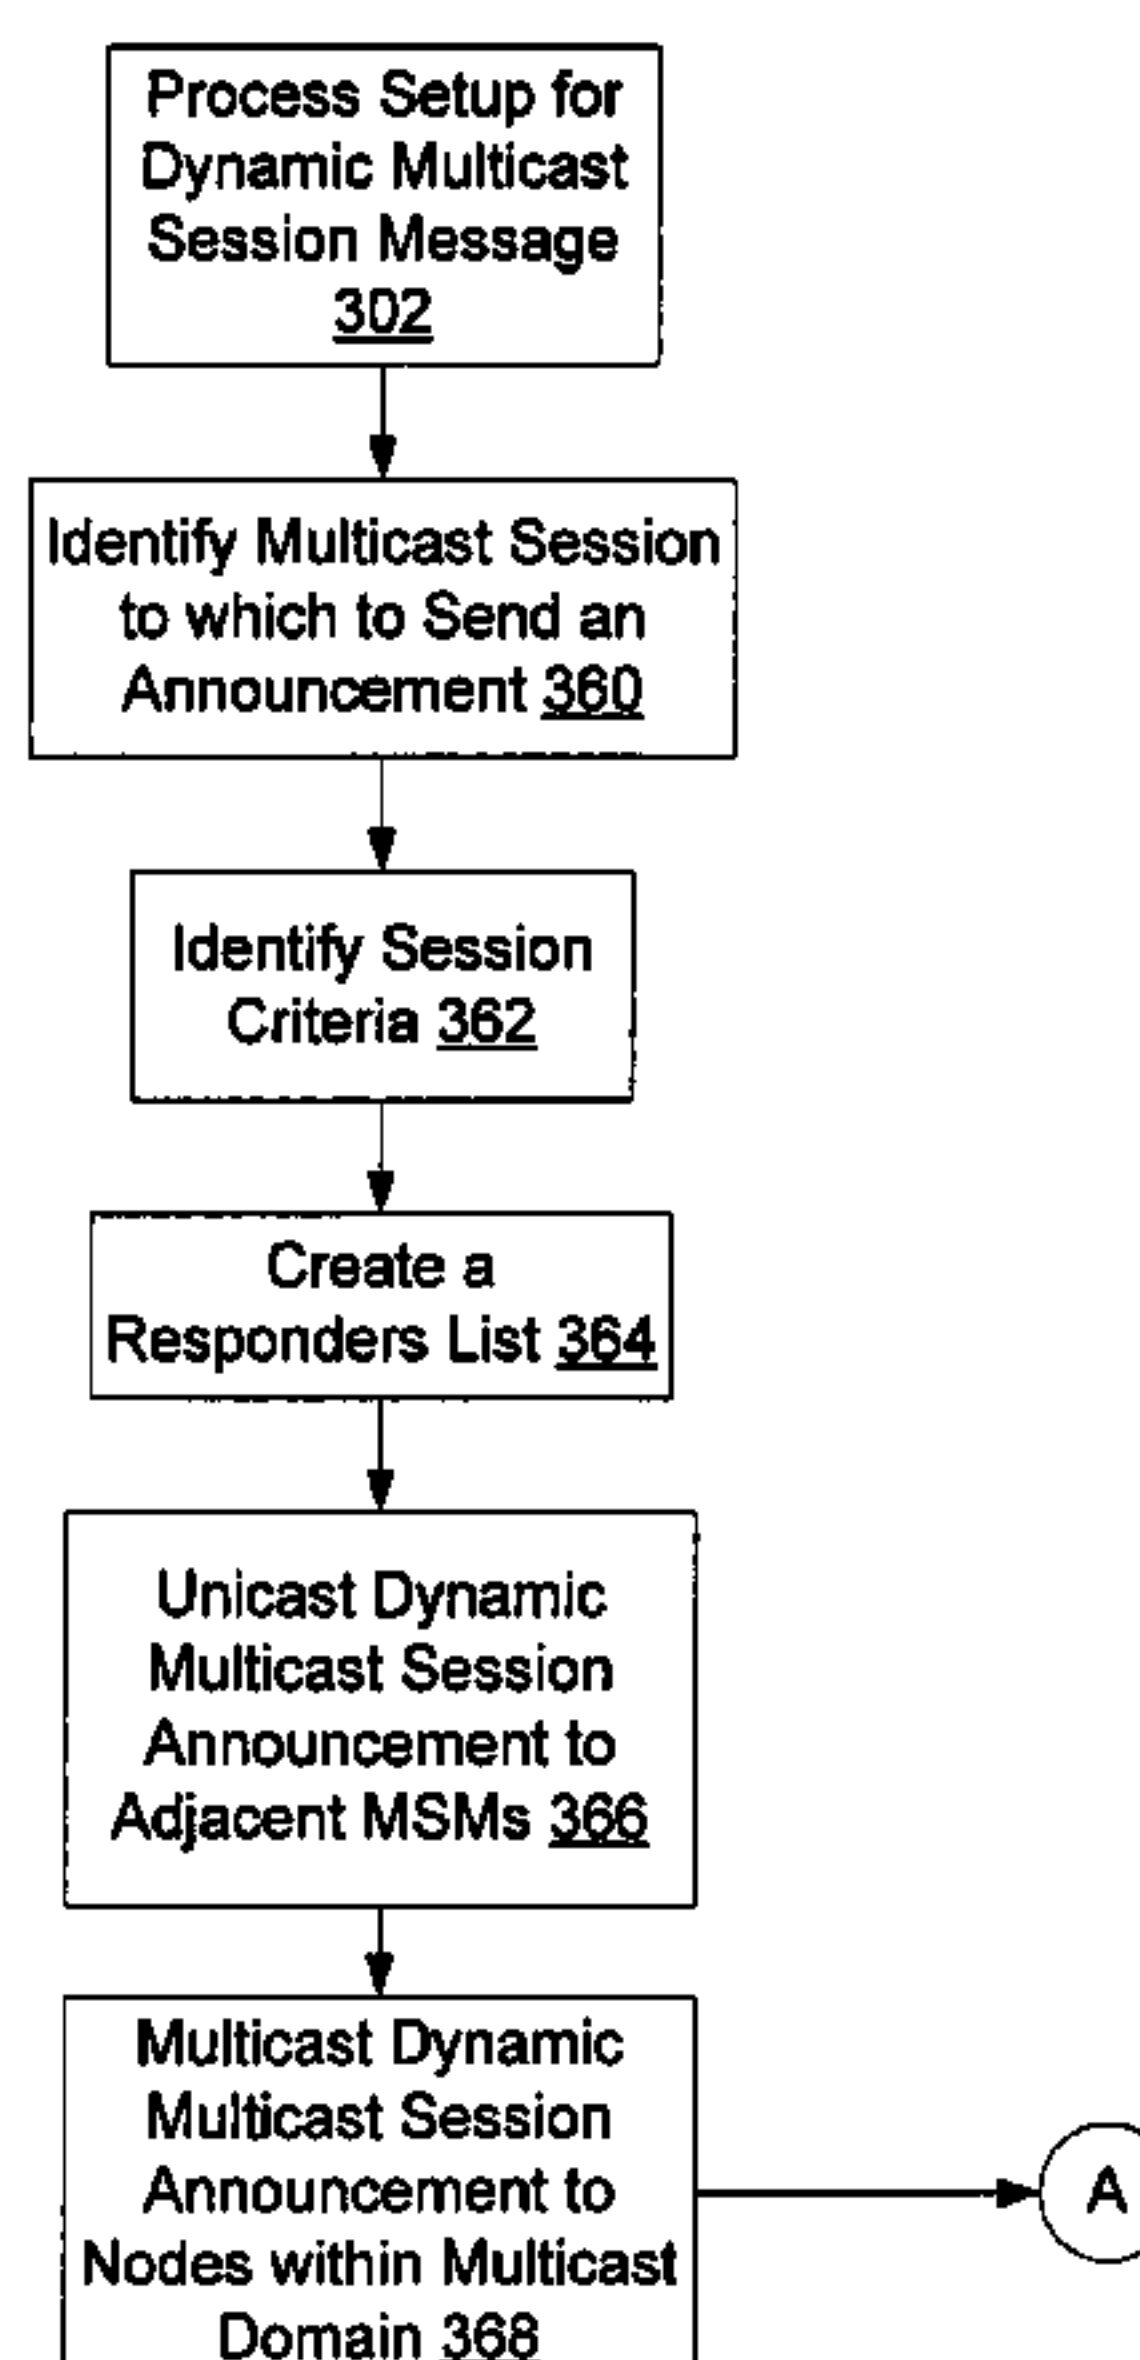 Process Setup for
Dynamic Multicast
Session Message
302
Identify Multicast Session
to which to Send an
Announcement 360
Identify Session
Criteria 362
Create a
Responders List 364
Unicast Dynamic
Multicast Session
Announcement to
Adjacent MSMs 366
Multicast Dynamic
Multicast Session
Announcement to
Nodes within Multicast
Domain 368
A